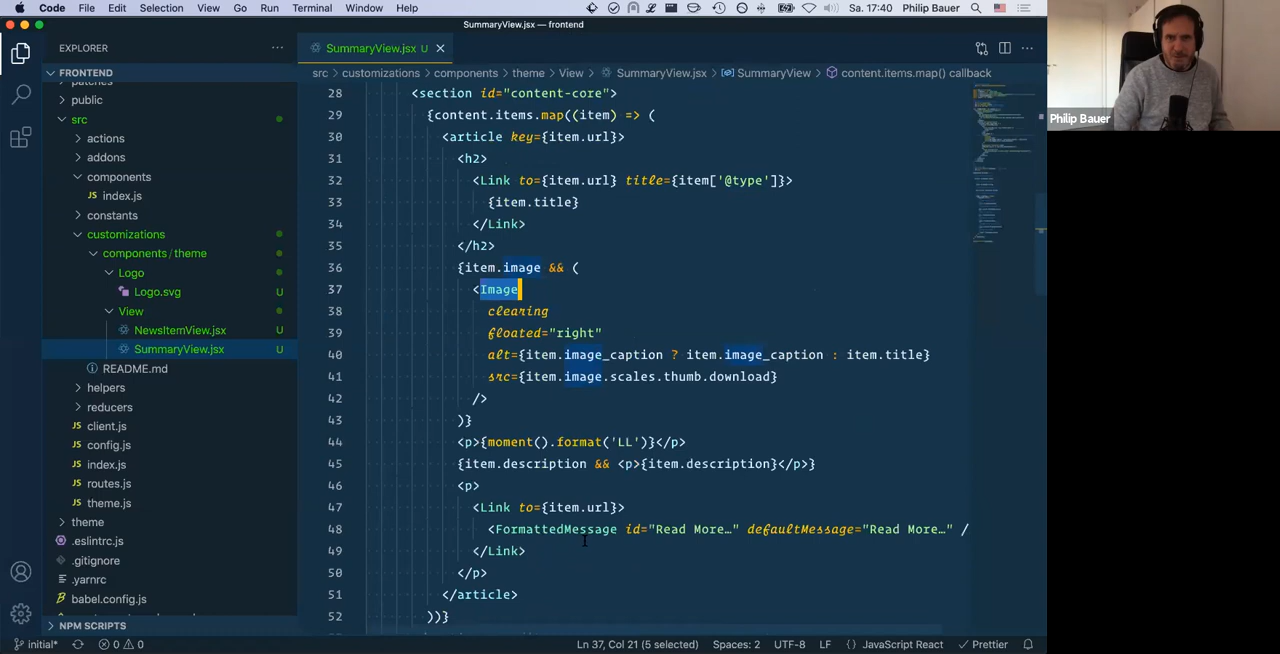 Code File Edit Selection View Go Run Terminal Window Help Sa. 17:40 Philip Bauer
SummaryView.jsx — frontend
EXPLORER
SummaryView.jsx U
FRONTEND
src > customizations > components > theme > View > SummaryView.jsx > SummaryView > content.items.map() callback
patches
public
src
actions
addons
components
index.js
constants
customizations
components / theme
Logo
Logo.svg U
View
NewsItemView.jsx U
SummaryView.jsx U
README.md
helpers
reducers
client.js
config.js
index.js
routes.js
theme.js
theme
.eslintrc.js
.gitignore
.yarnrc
babel.config.js
NPM SCRIPTS
28 <section id="content-core">
29 {content.items.map((item) => (
30 <article key={item.url}>
31 <h2>
32 <Link to={item.url} title={item['@type']}>
33 {item.title}
34 </Link>
35 </h2>
36 {item.image && (
37 <Image
38 clearing
39 floated="right"
40 alt={item.image_caption ? item.image_caption : item.title}
41 src={item.image.scales.thumb.download}
42 />
43 )}
44 <p>{moment().format('LL')}</p>
45 {item.description && <p>{item.description}</p>}
46 <p>
47 <Link to={item.url}>
48 <FormattedMessage id="Read More…" defaultMessage="Read More…" /
49 </Link>
50 </p>
51 </article>
52 ))}
Philip Bauer
initial* 0 0 Ln 37, Col 21 (5 selected) Spaces: 2 UTF-8 LF {} JavaScript React Prettier